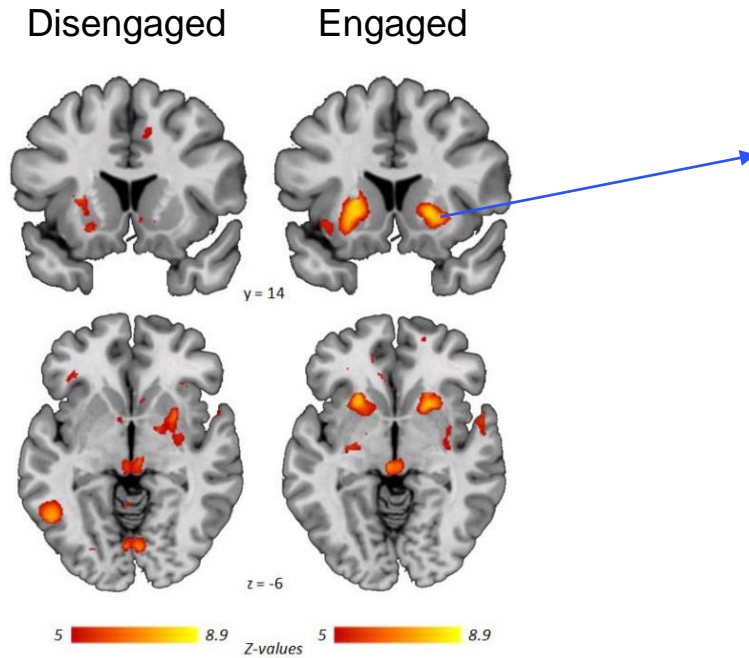 Disengaged Engaged
y = 14
z = -6
5 8.9 5 8.9
Z-values